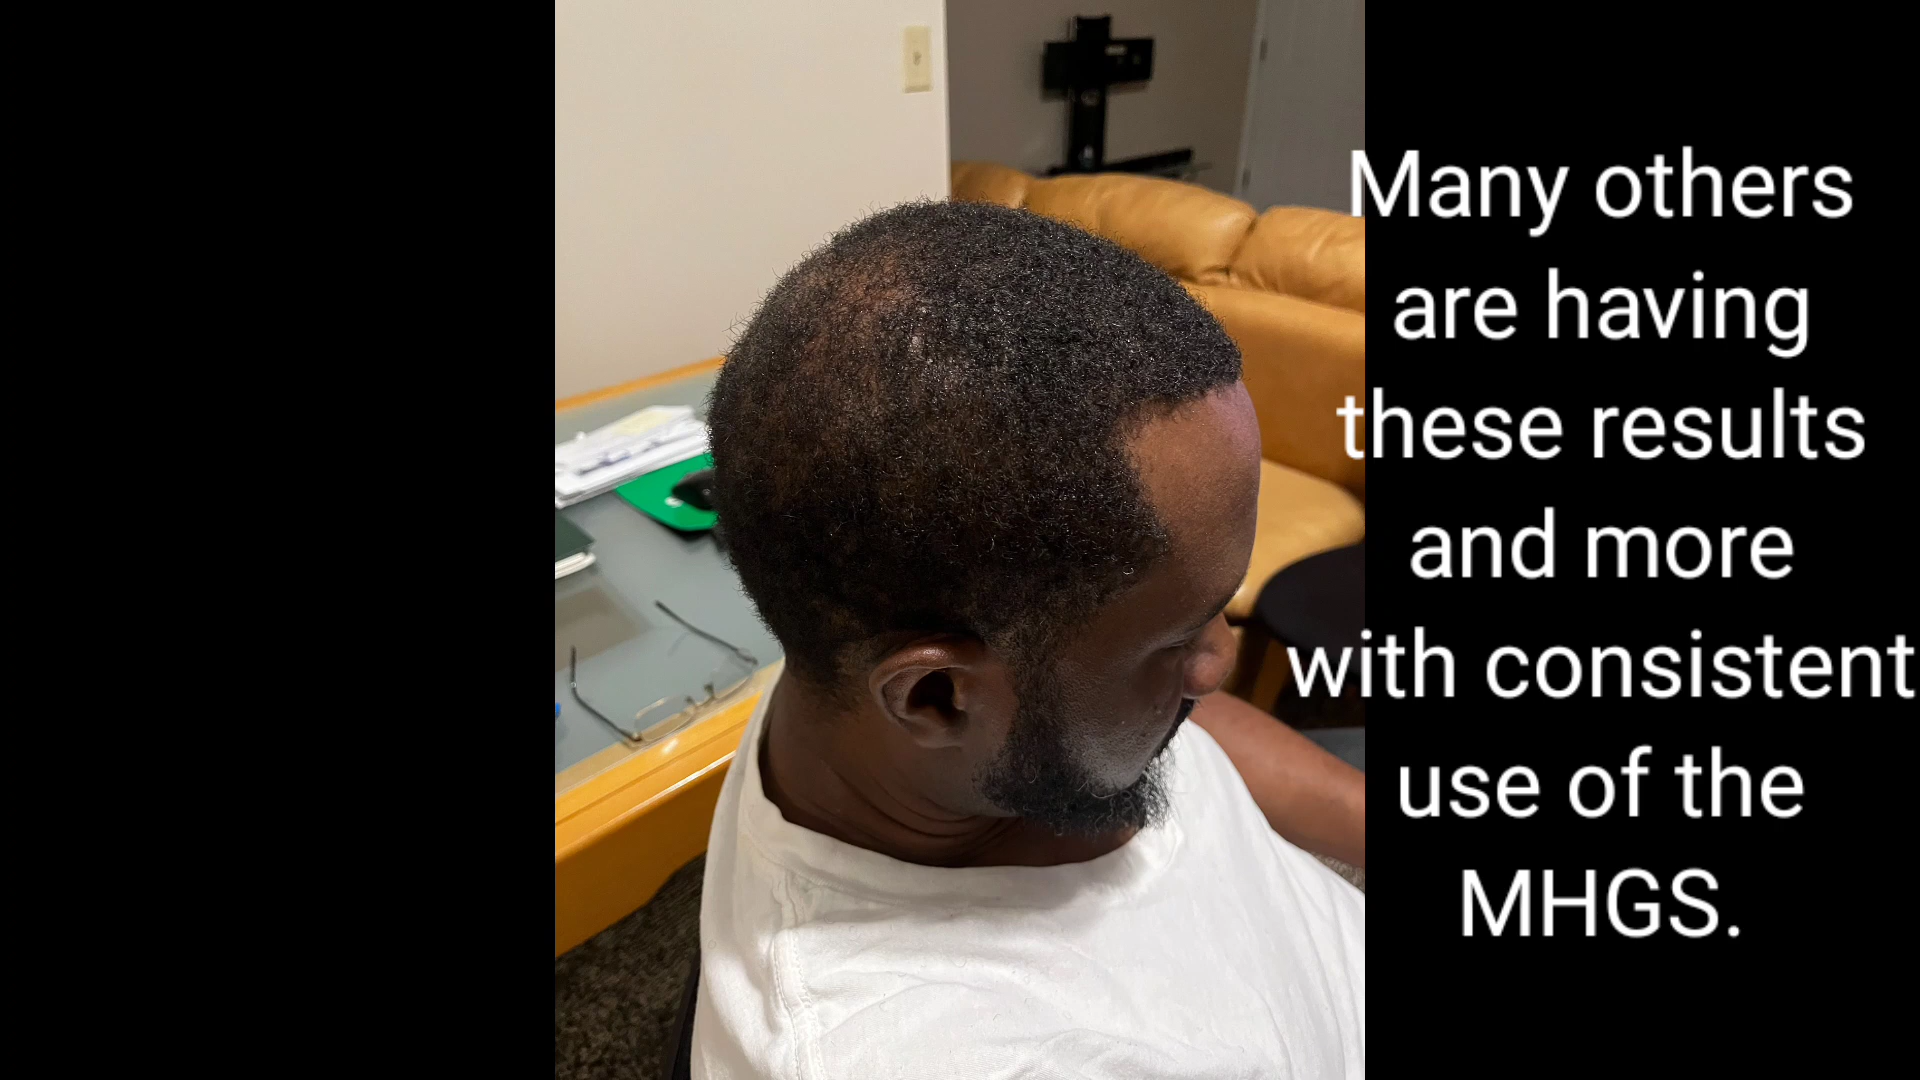 Many others
are having
these results
and more
with consistent
use of the
MHGS.